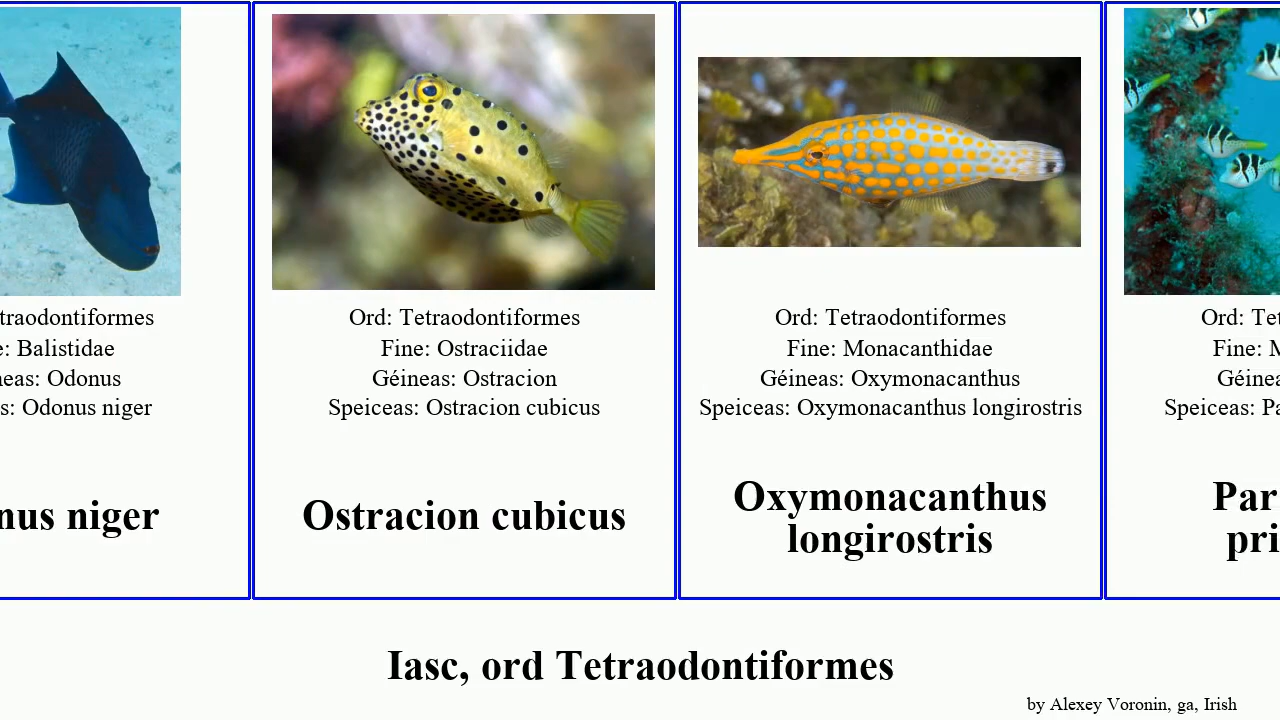 traodontiformes
e: Balistidae
neas: Odonus
s: Odonus niger
nus niger
Ord: Tetraodontiformes
Fine: Ostraciidae
Géineas: Ostracion
Speiceas: Ostracion cubicus
Ostracion cubicus
Ord: Tetraodontiformes
Fine: Monacanthidae
Géineas: Oxymonacanthus
Speiceas: Oxymonacanthus longirostris
Oxymonacanthus
longirostris
Ord: Tet
Fine: M
Géinea
Speiceas: Pa
Par
pri
Iasc, ord Tetraodontiformes
by Alexey Voronin, ga, Irish